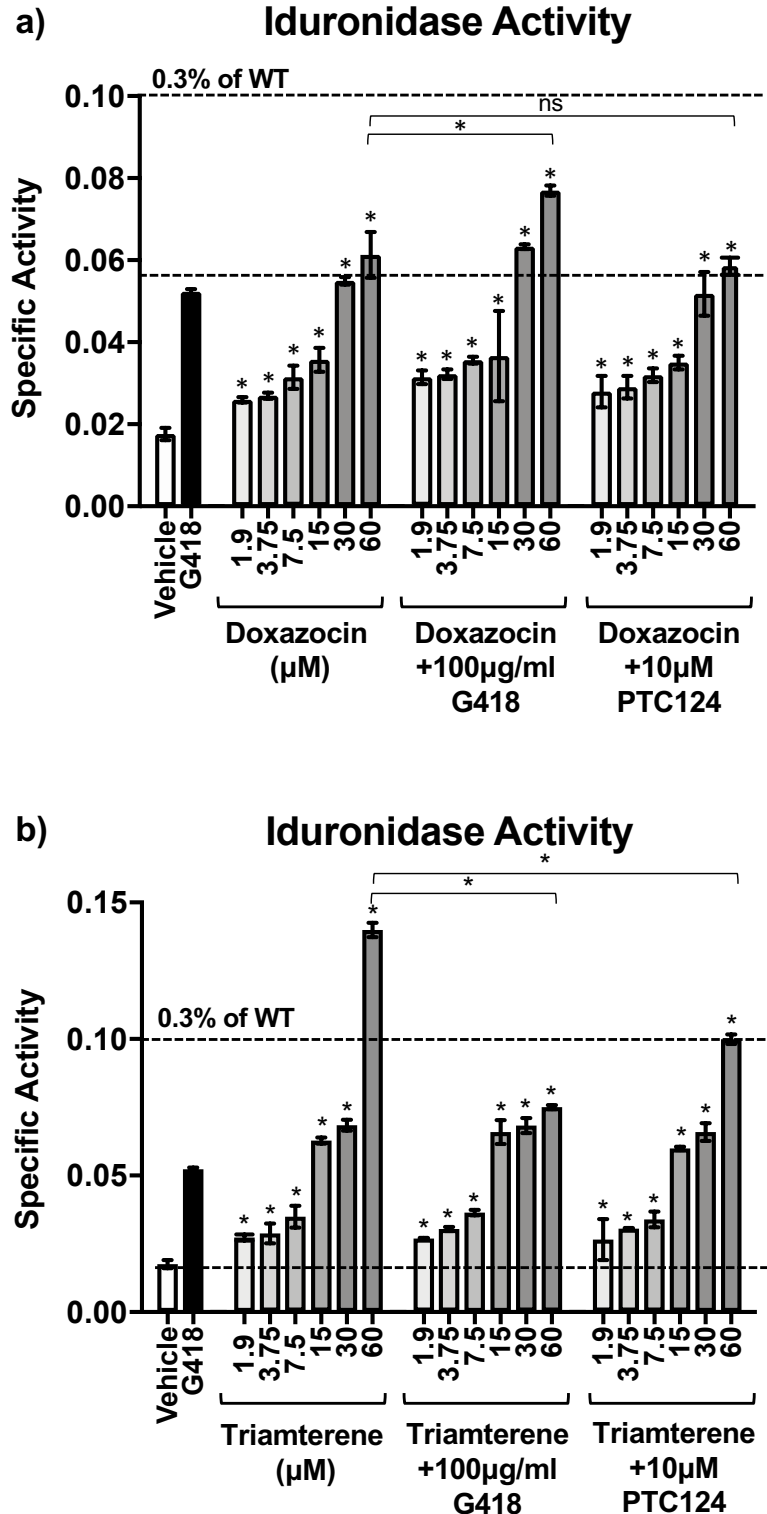 a)
Iduronidase Activity
0.3% of WT
ns
*
0.10
0.08
0.06
0.04
0.02
0.00
Specific Activity
* * * * * *
* * * * * *
* * * * * *
Vehicle
G418
1.9
3.75
7.5
15
30
60
1.9
3.75
7.5
15
30
60
1.9
3.75
7.5
15
30
60
Doxazocin
(µM)
Doxazocin
+100µg/ml
G418
Doxazocin
+10µM
PTC124
b)
Iduronidase Activity
*
*
0.3% of WT
0.15
0.10
0.05
0.00
Specific Activity
* * * * * *
* * * * * *
* * * * * *
Vehicle
G418
1.9
3.75
7.5
15
30
60
1.9
3.75
7.5
15
30
60
1.9
3.75
7.5
15
30
60
Triamterene
(µM)
Triamterene
+100µg/ml
G418
Triamterene
+10µM
PTC124